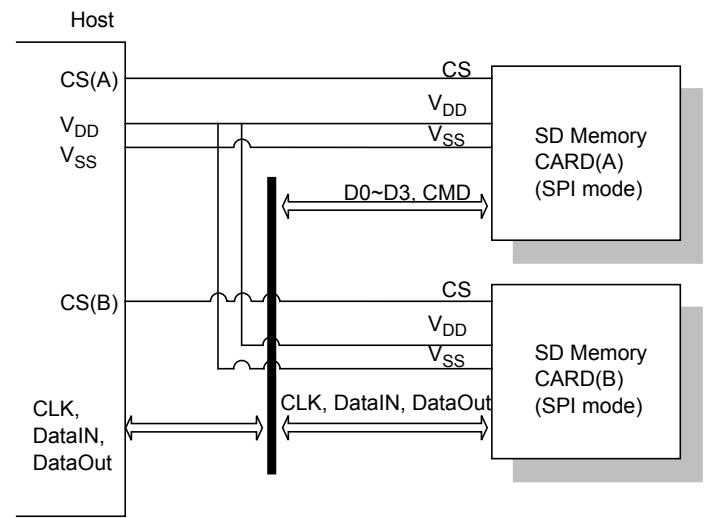 Host
CS(A)
CS
VDD
VDD
VSS
VSS
SD Memory
CARD(A)
(SPI mode)
D0~D3, CMD
CS(B)
CS
VDD
VSS
SD Memory
CARD(B)
(SPI mode)
CLK,
DataIN,
DataOut
CLK, DataIN, DataOut